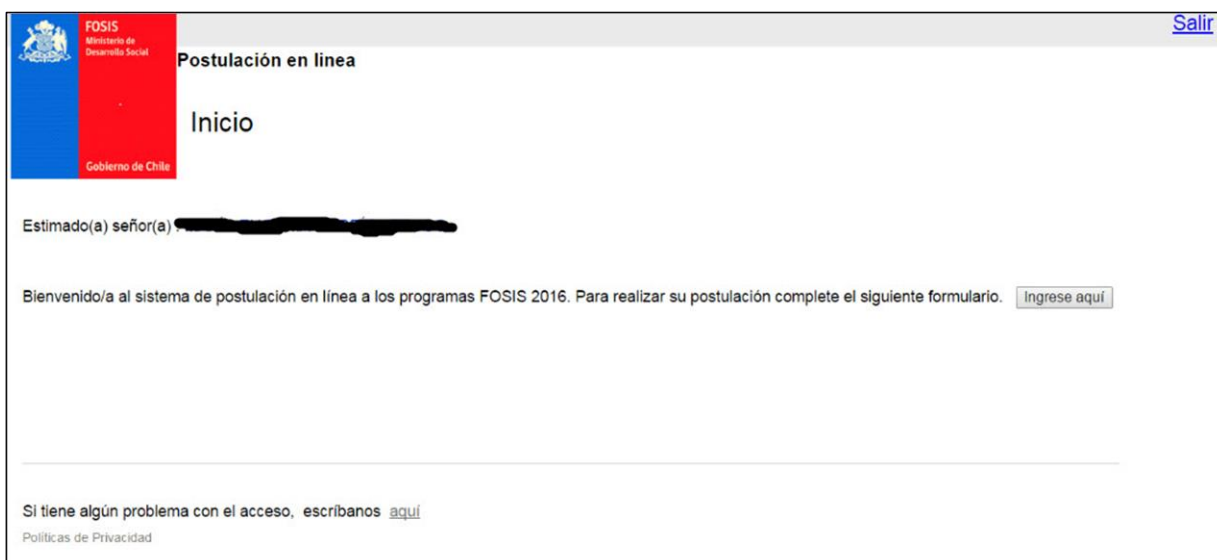 Salir
FOSIS
Ministerio de
Desarrollo Social
Gobierno de Chile
Postulación en linea
Inicio
Estimado(a) señor(a) :
Bienvenido/a al sistema de postulación en línea a los programas FOSIS 2016. Para realizar su postulación complete el siguiente formulario. Ingrese aquí
Si tiene algún problema con el acceso, escríbanos aquí
Políticas de Privacidad